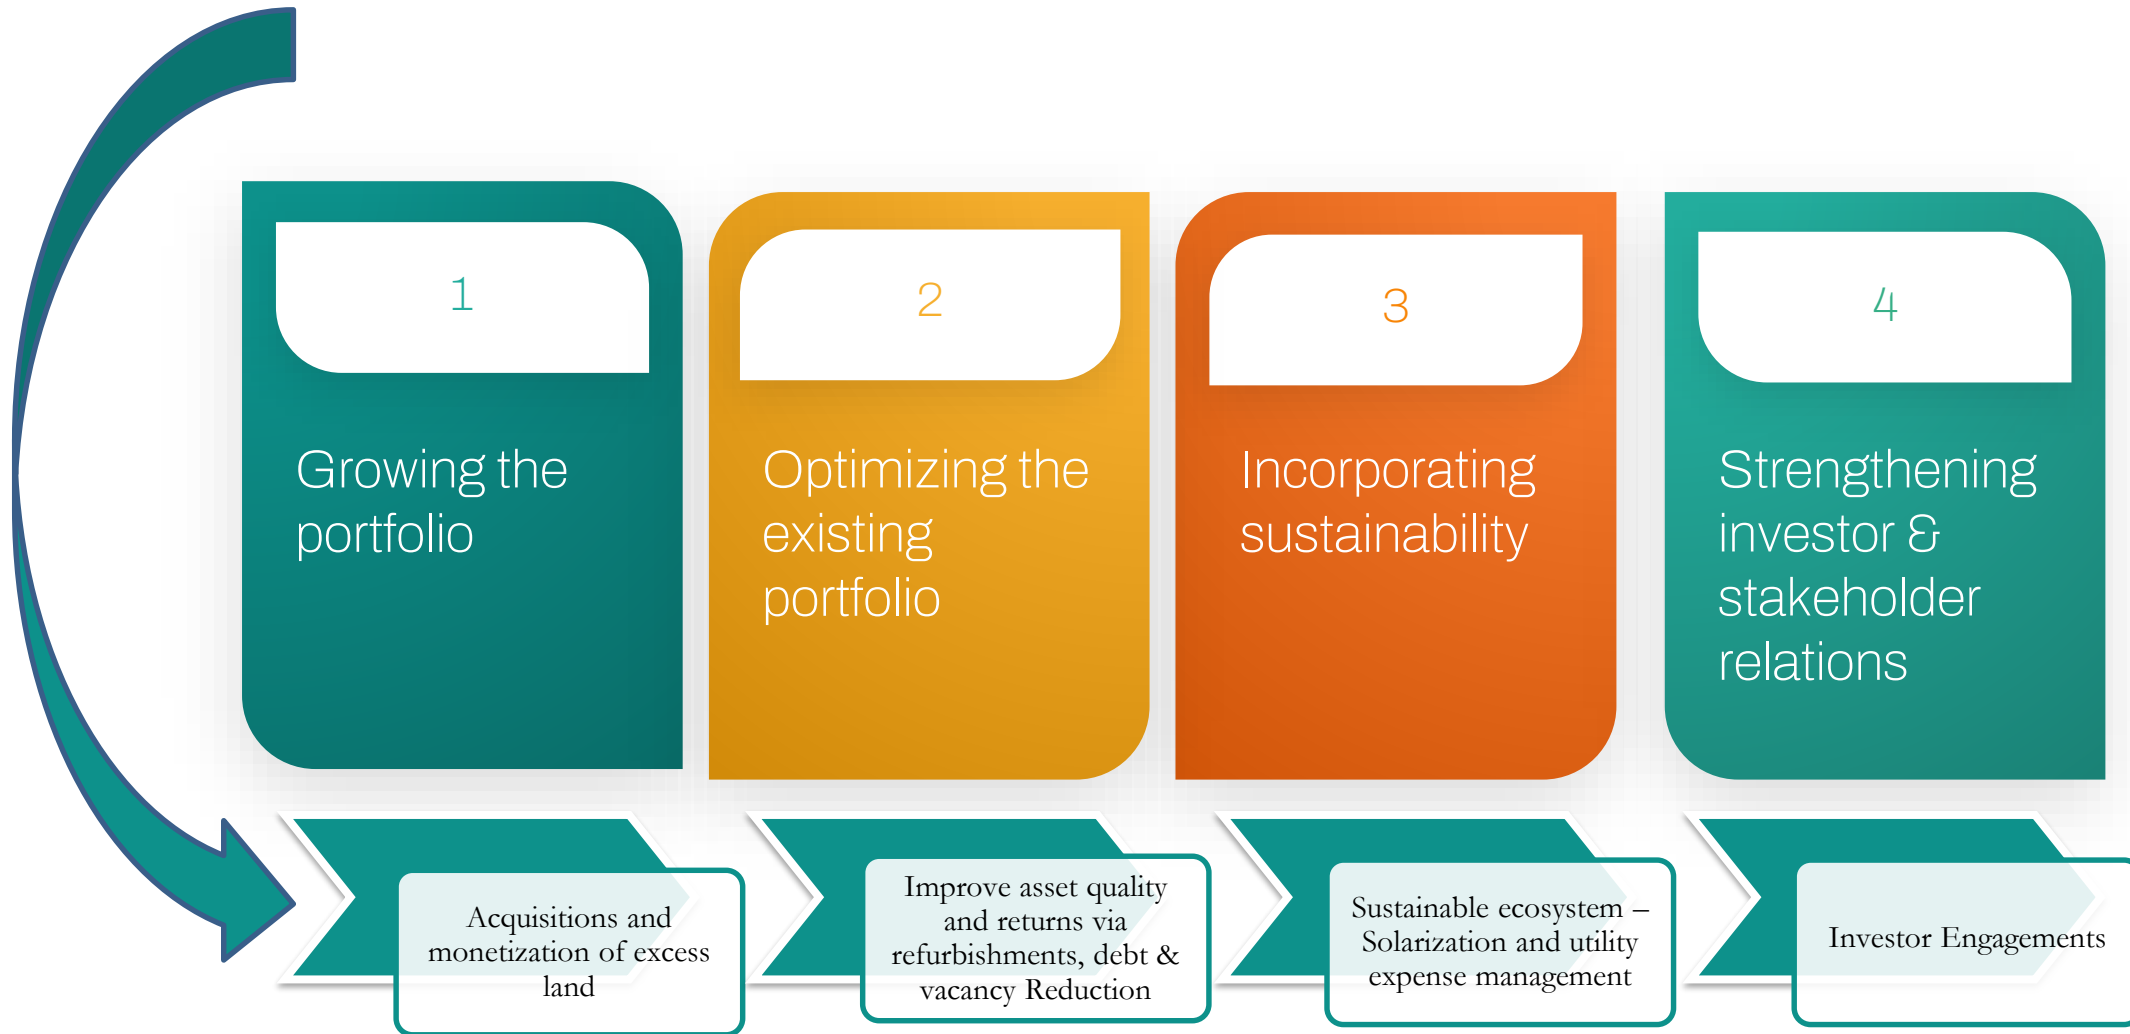 1
Growing the
portfolio
2
Optimizing the
existing
portfolio
3
Incorporating
sustainability
4
Strengthening
investor &
stakeholder
relations
Acquisitions and
monetization of excess
land
Improve asset quality
and returns via
refurbishments, debt &
vacancy Reduction
Sustainable ecosystem –
Solarization and utility
expense management
Investor Engagements